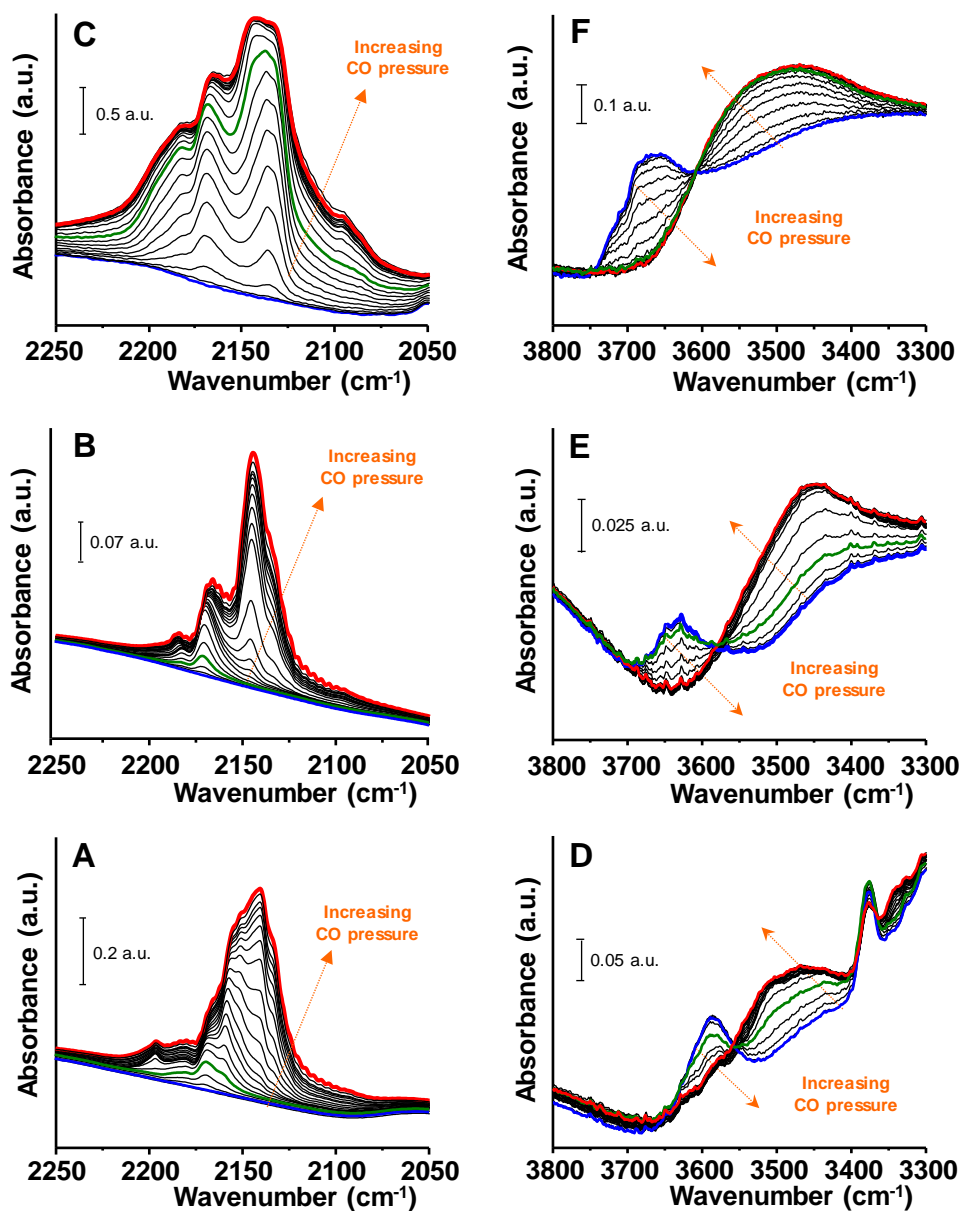 C
Increasing
CO pressure
0.5 a.u.
Absorbance (a.u.)
2250 2200 2150 2100 2050
Wavenumber (cm-1)
F
0.1 a.u.
Increasing
CO pressure
Absorbance (a.u.)
3800 3700 3600 3500 3400 3300
Wavenumber (cm-1)
B
Increasing
CO pressure
0.07 a.u.
Absorbance (a.u.)
2250 2200 2150 2100 2050
Wavenumber (cm-1)
E
0.025 a.u.
Increasing
CO pressure
Absorbance (a.u.)
3800 3700 3600 3500 3400 3300
Wavenumber (cm-1)
A
Increasing
CO pressure
0.2 a.u.
Absorbance (a.u.)
2250 2200 2150 2100 2050
Wavenumber (cm-1)
D
0.05 a.u.
Increasing
CO pressure
Absorbance (a.u.)
3800 3700 3600 3500 3400 3300
Wavenumber (cm-1)